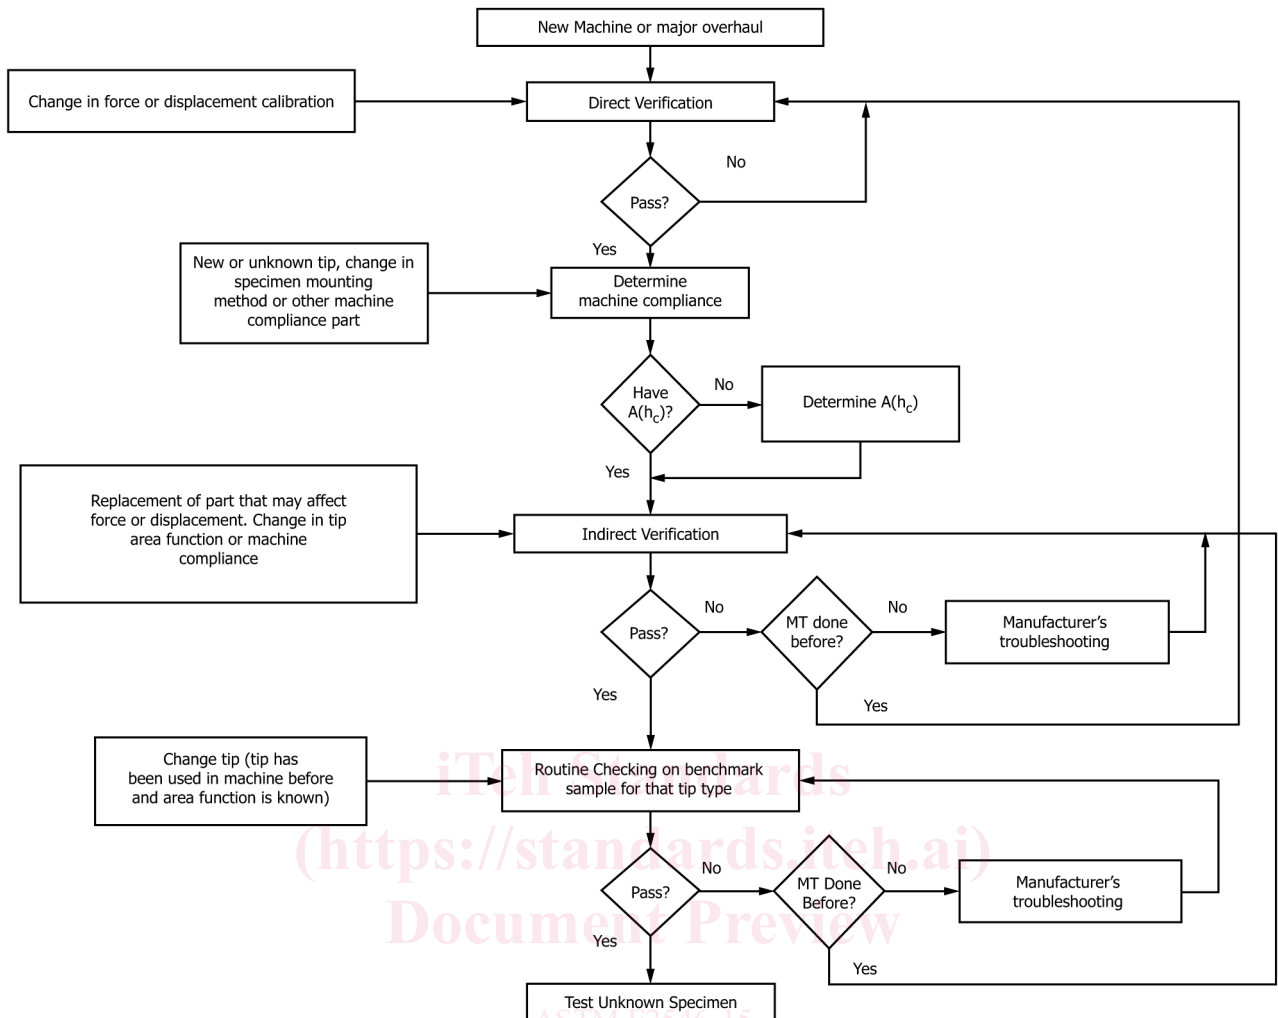 New Machine or major overhaul
Change in force or displacement calibration
Direct Verification
No
Pass?
Yes
New or unknown tip, change in
specimen mounting
method or other machine
compliance part
Determine
machine compliance
Have
A(hc)?
No
Determine A(hc)
Yes
Replacement of part that may affect
force or displacement. Change in tip
area function or machine
compliance
Indirect Verification
Pass?
No
MT done
before?
No
Manufacturer’s
troubleshooting
Yes
Yes
Change tip (tip has
been used in machine before
and area function is known)
Routine Checking on benchmark
sample for that tip type
iTeh Standards
(https://standards.iteh.ai)
Document Preview
Pass?
No
MT Done
Before?
No
Manufacturer’s
troubleshooting
Yes
Yes
Test Unknown Specimen
ASTM E2546-15